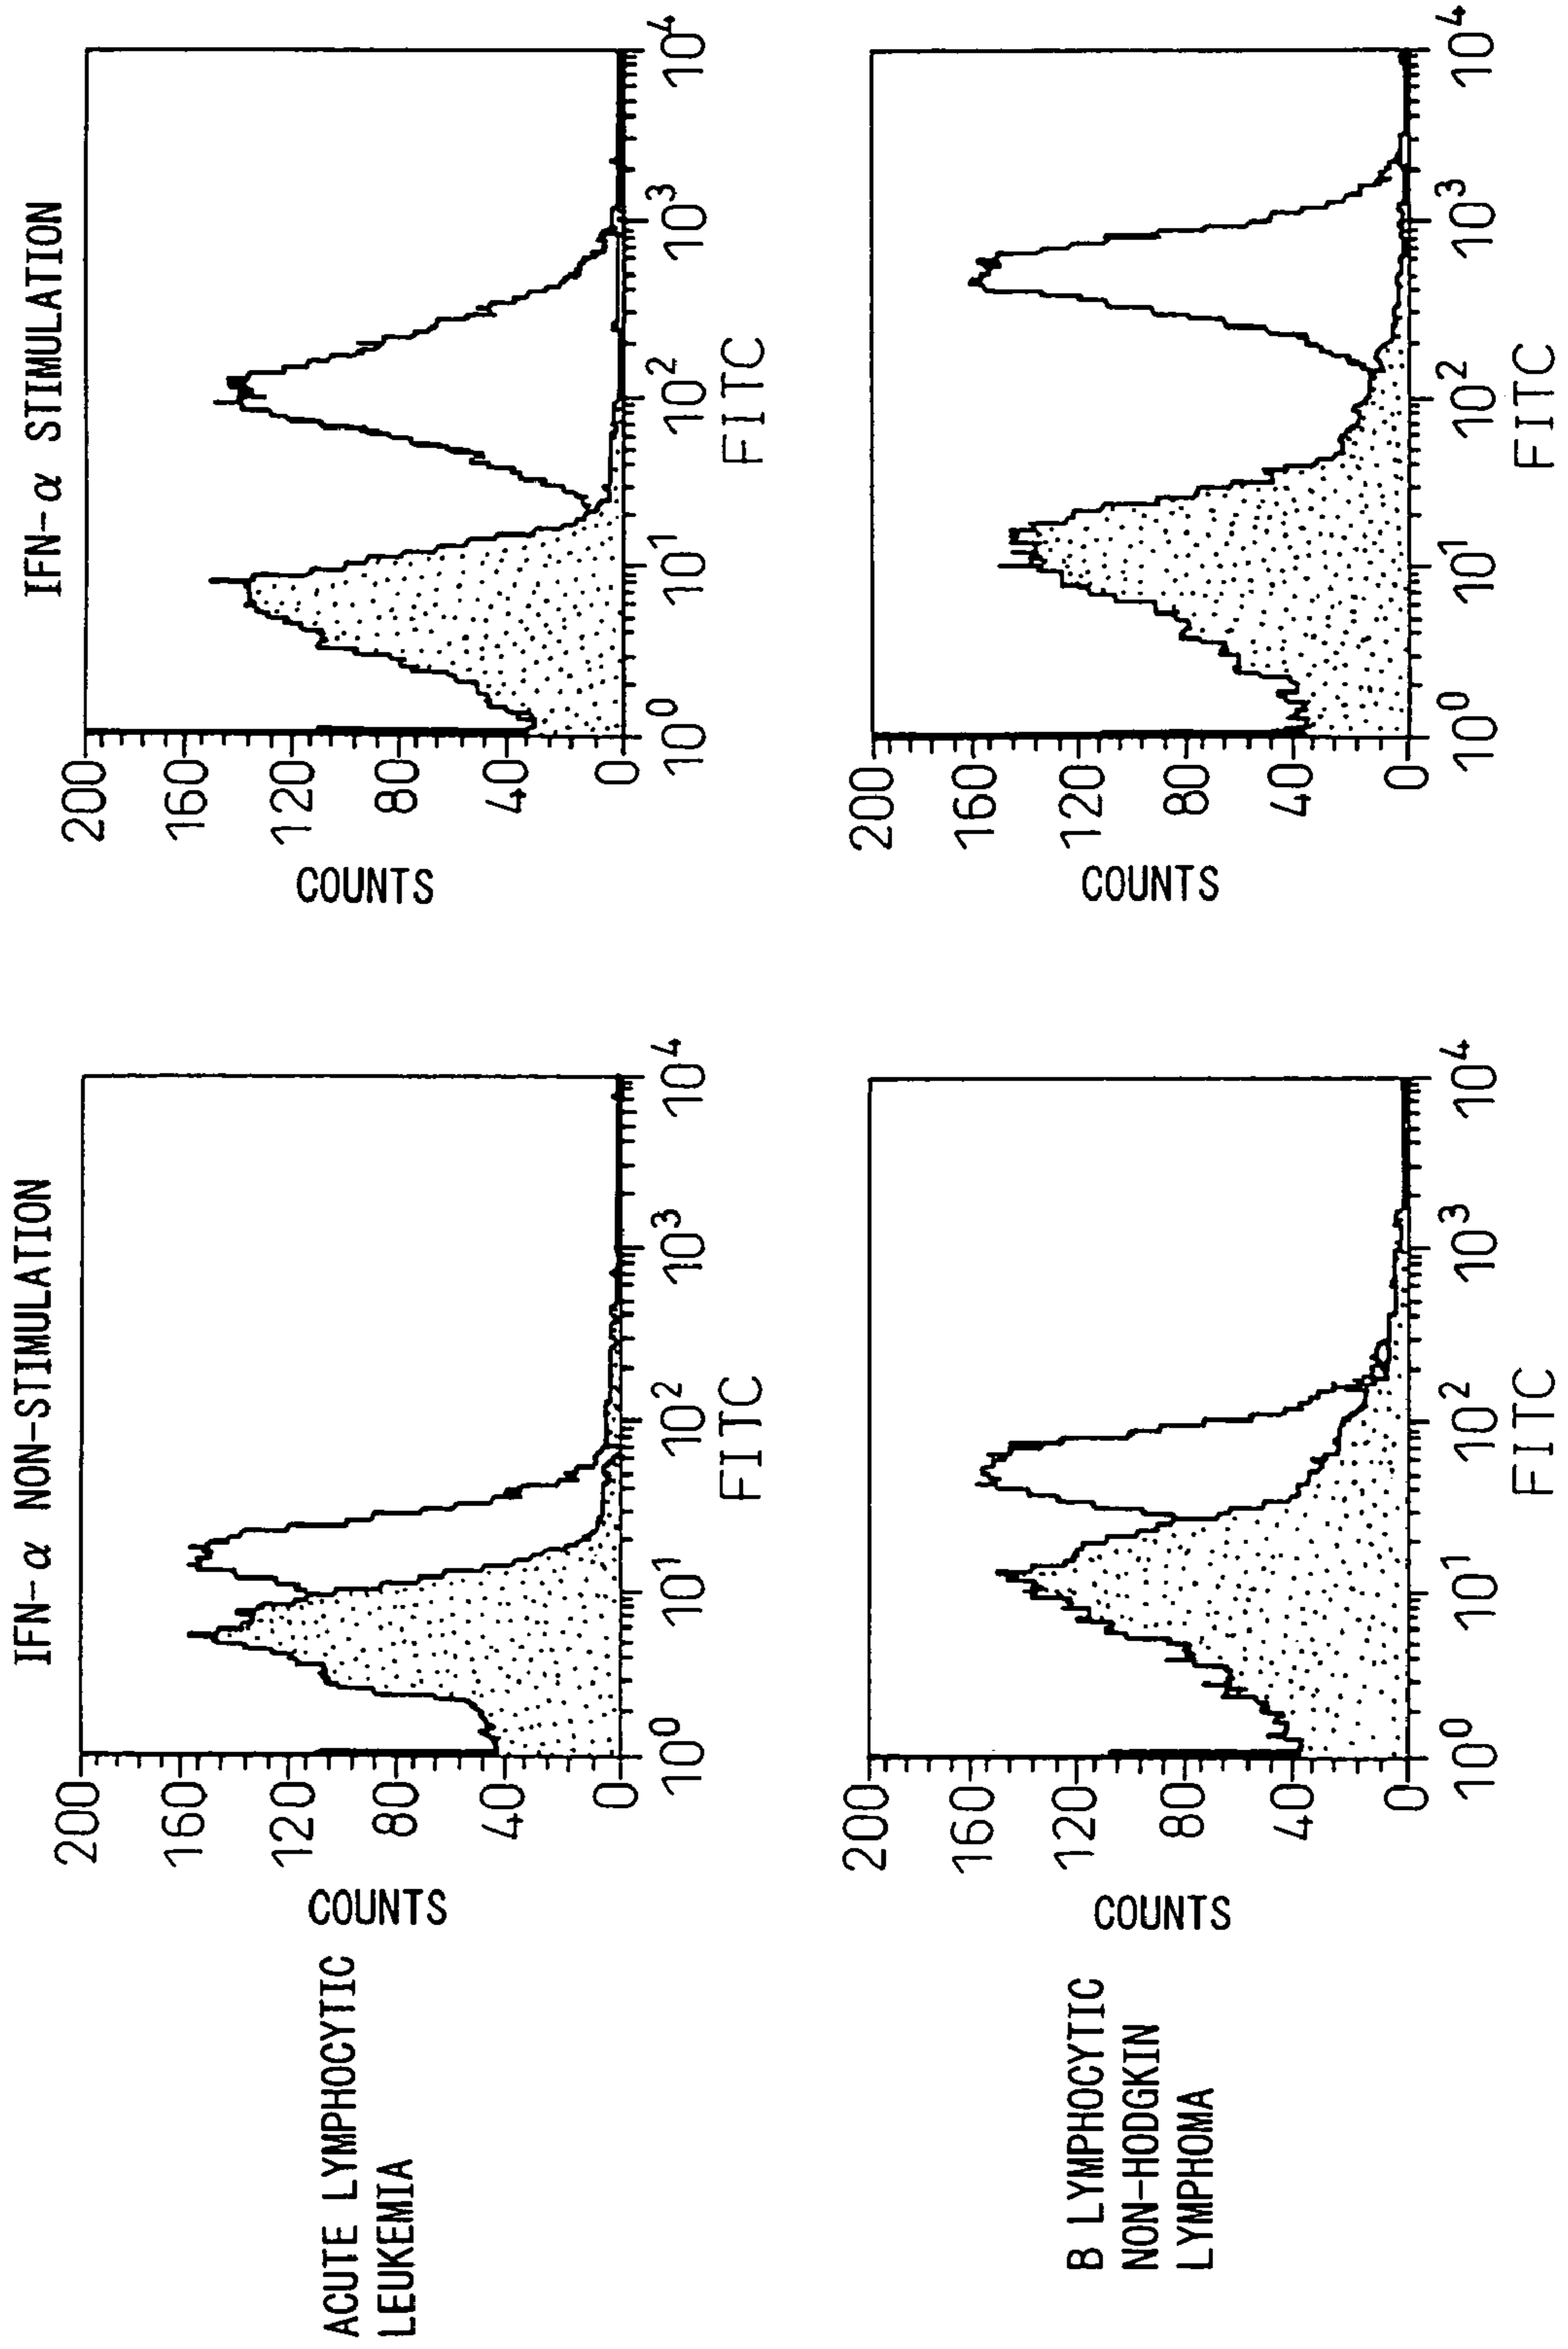 IFN-α NON-STIMULATION
IFN-α STIMULATION
ACUTE LYMPHOCYTIC
LEUKEMIA
COUNTS
200
160
120
80
40
0
10⁰
10¹
10²
10³
10⁴
FITC
COUNTS
200
160
120
80
40
0
10⁰
10¹
10²
10³
10⁴
FITC
B LYMPHOCYTIC
NON-HODGKIN
LYMPHOMA
COUNTS
200
160
120
80
40
0
10⁰
10¹
10²
10³
10⁴
FITC
COUNTS
200
160
120
80
40
0
10⁰
10¹
10²
10³
10⁴
FITC